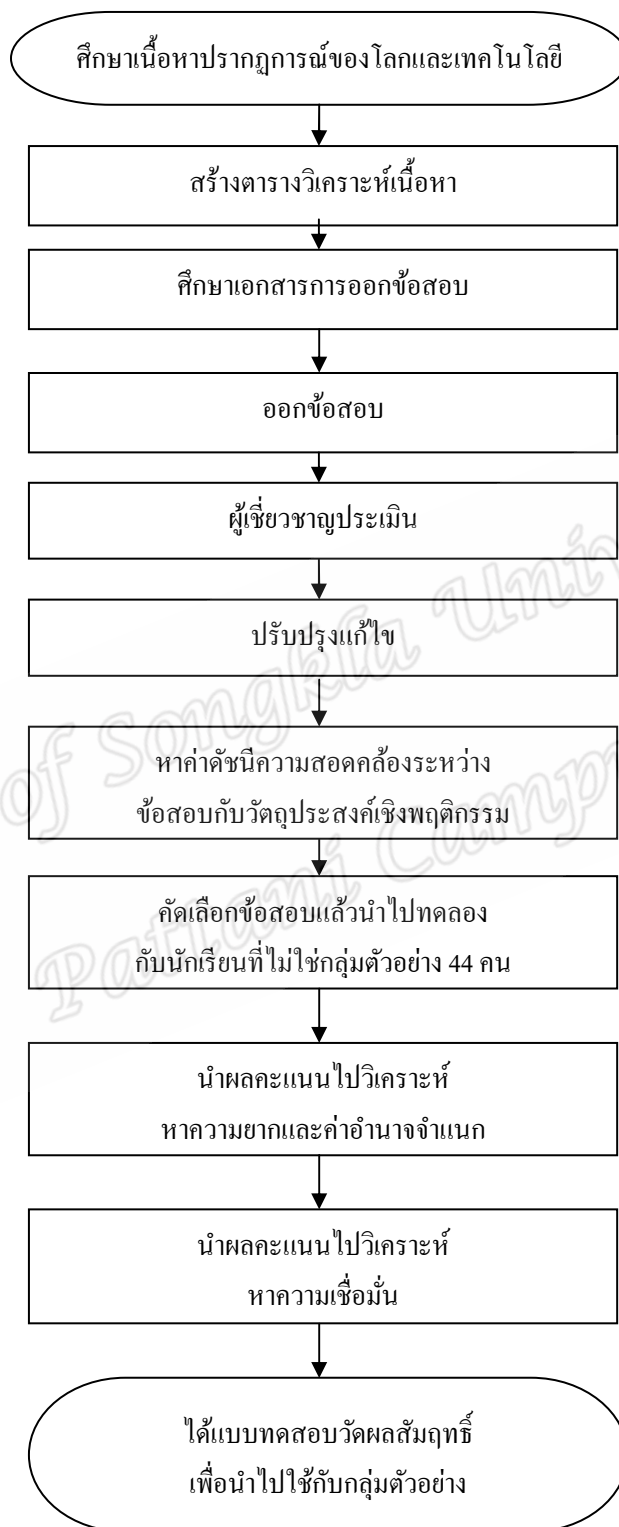 ศึกษาเนื้อหาปรากฏการณ์ของโลกและเทคโนโลยี
สร้างตารางวิเคราะห์เนื้อหา
ศึกษาเอกสารการออกข้อสอบ
ออกข้อสอบ
ผู้เชี่ยวชาญประเมิน
ปรับปรุงแก้ไข
หาค่าดัชนีความสอดคล้องระหว่าง
ข้อสอบกับวัตถุประสงค์เชิงพฤติกรรม
คัดเลือกข้อสอบแล้วนำไปทดลอง
กับนักเรียนที่ไม่ใช่กลุ่มตัวอย่าง 44 คน
นำผลคะแนนไปวิเคราะห์
หาความยากและค่าอำนาจจำแนก
นำผลคะแนนไปวิเคราะห์
หาความเชื่อมั่น
ได้แบบทดสอบวัดผลสัมฤทธิ์
เพื่อนำไปใช้กับกลุ่มตัวอย่าง
of Songkla
Pattani